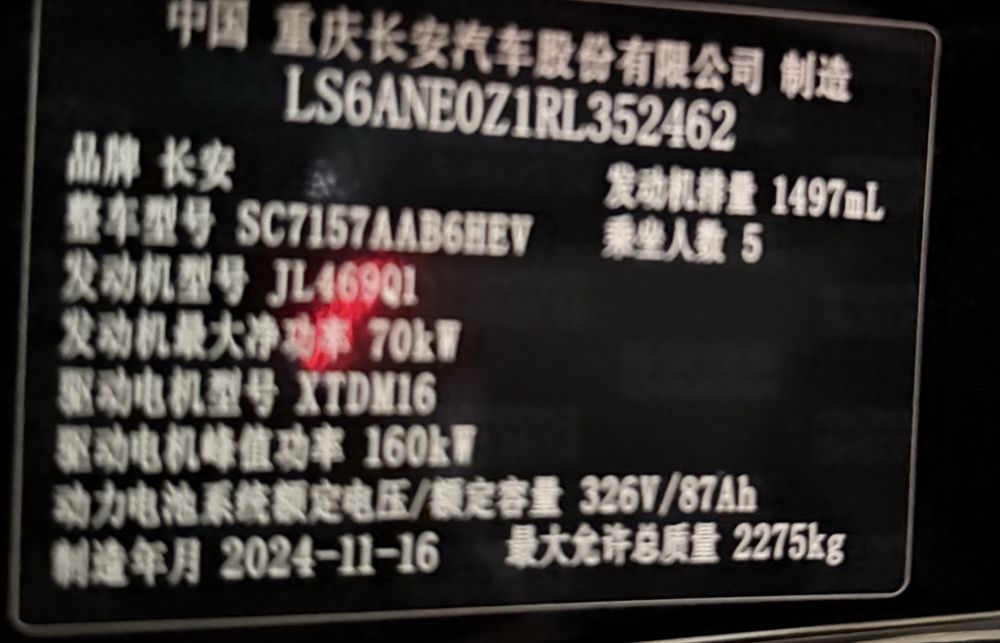 中国 重庆长安汽车股份有限公司 制造
LS6ANE0Z1RL352462
品牌 长安
发动机排量 1497mL
整车型号 SC7157AAB6HEV
乘坐人数 5
发动机型号 JL469Q1
发动机最大净功率 70kW
驱动电机型号 XTDM16
驱动电机峰值功率 160kW
动力电池系统额定电压/额定容量 326V/87Ah
制造年月 2024-11-16
最大允许总质量 2275kg